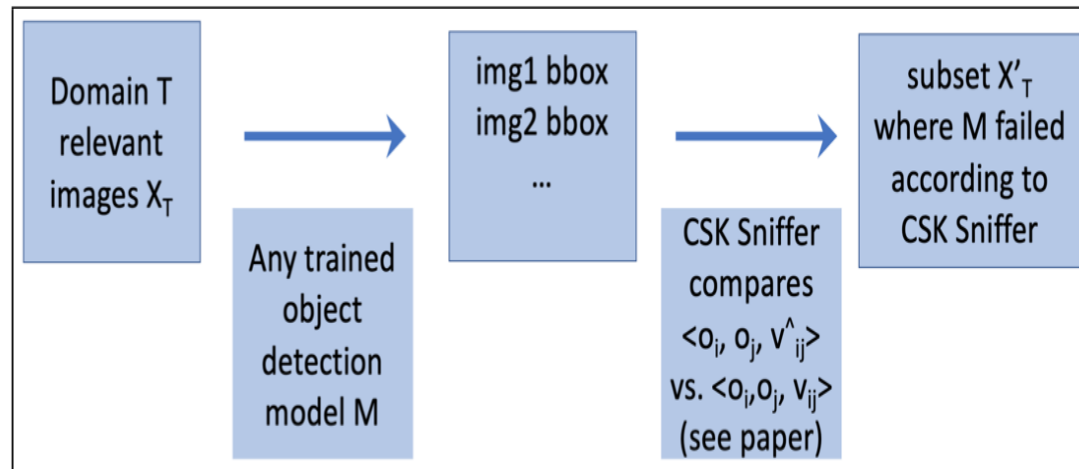 Domain T
relevant
images X_T
Any trained
object
detection
model M
img1 bbox
img2 bbox
...
CSK Sniffer
compares
<o_i, o_j, v^_ij>
vs. <o_i,o_j, v_ij>
(see paper)
subset X’_T
where M failed
according to
CSK Sniffer